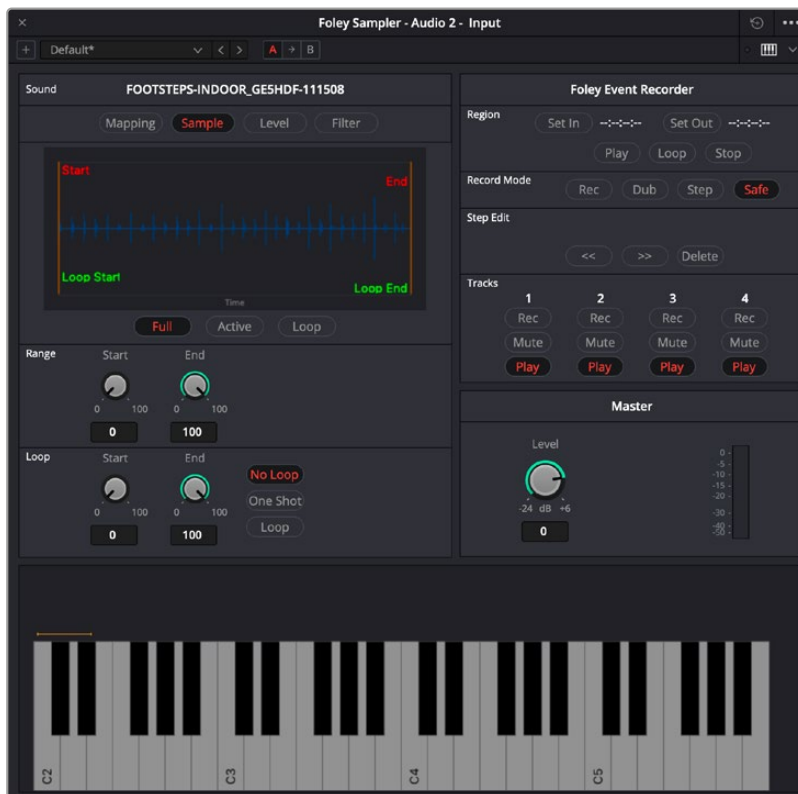 Foley Sampler - Audio 2 - Input
Default*
A
B
Sound
FOOTSTEPS-INDOOR_GE5HDF-111508
Mapping
Sample
Level
Filter
Start
End
Loop Start
Loop End
Time
Full
Active
Loop
Range
Start
End
0
100
0
100
0
100
Loop
Start
End
0
100
0
100
0
100
No Loop
One Shot
Loop
Foley Event Recorder
Region
Set In
--:--:--:--
Set Out
--:--:--:--
Play
Loop
Stop
Record Mode
Rec
Dub
Step
Safe
Step Edit
<<
>>
Delete
Tracks
1
2
3
4
Rec
Rec
Rec
Rec
Mute
Mute
Mute
Mute
Play
Play
Play
Play
Master
Level
-24 dB +6
0
0
-5
-10
-15
-20
-30
-40
-50
C2
C3
C4
C5